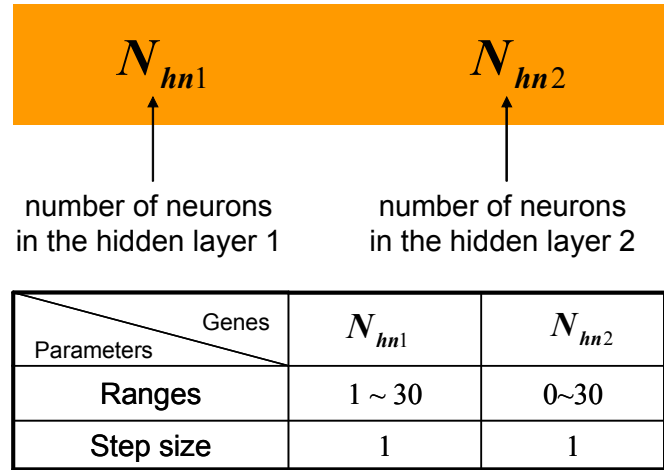 N_hn1 N_hn2
number of neurons number of neurons
in the hidden layer 1 in the hidden layer 2
Genes N_hn1 N_hn2
Parameters
Ranges 1 ~ 30 0~30
Step size 1 1